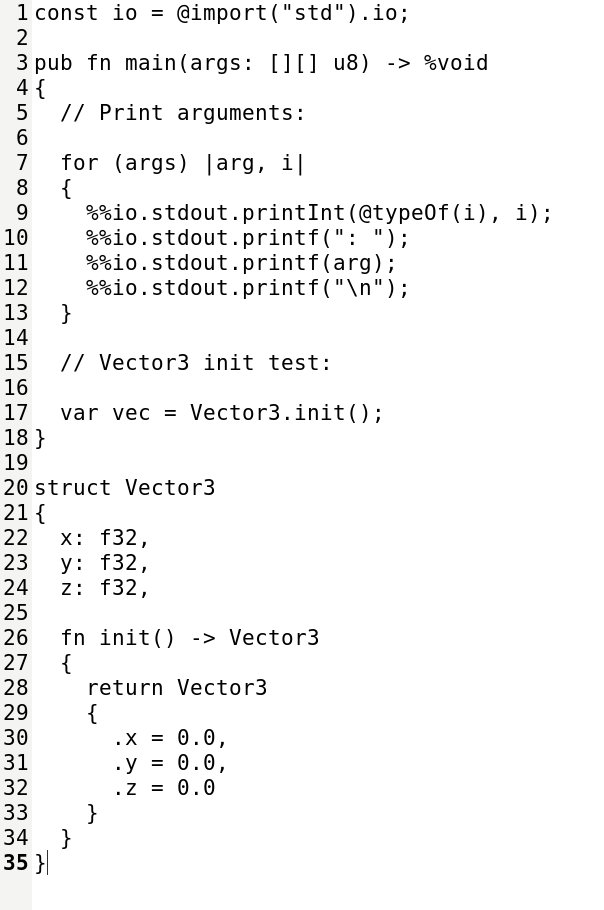 1 const io = @import("std").io;
2
3 pub fn main(args: [][] u8) -> %void
4 {
5   // Print arguments:
6
7   for (args) |arg, i|
8   {
9     %%io.stdout.printInt(@typeOf(i), i);
10     %%io.stdout.printf(": ");
11     %%io.stdout.printf(arg);
12     %%io.stdout.printf("\n");
13   }
14
15   // Vector3 init test:
16
17   var vec = Vector3.init();
18 }
19
20 struct Vector3
21 {
22   x: f32,
23   y: f32,
24   z: f32,
25
26   fn init() -> Vector3
27   {
28     return Vector3
29     {
30       .x = 0.0,
31       .y = 0.0,
32       .z = 0.0
33     }
34   }
35 }